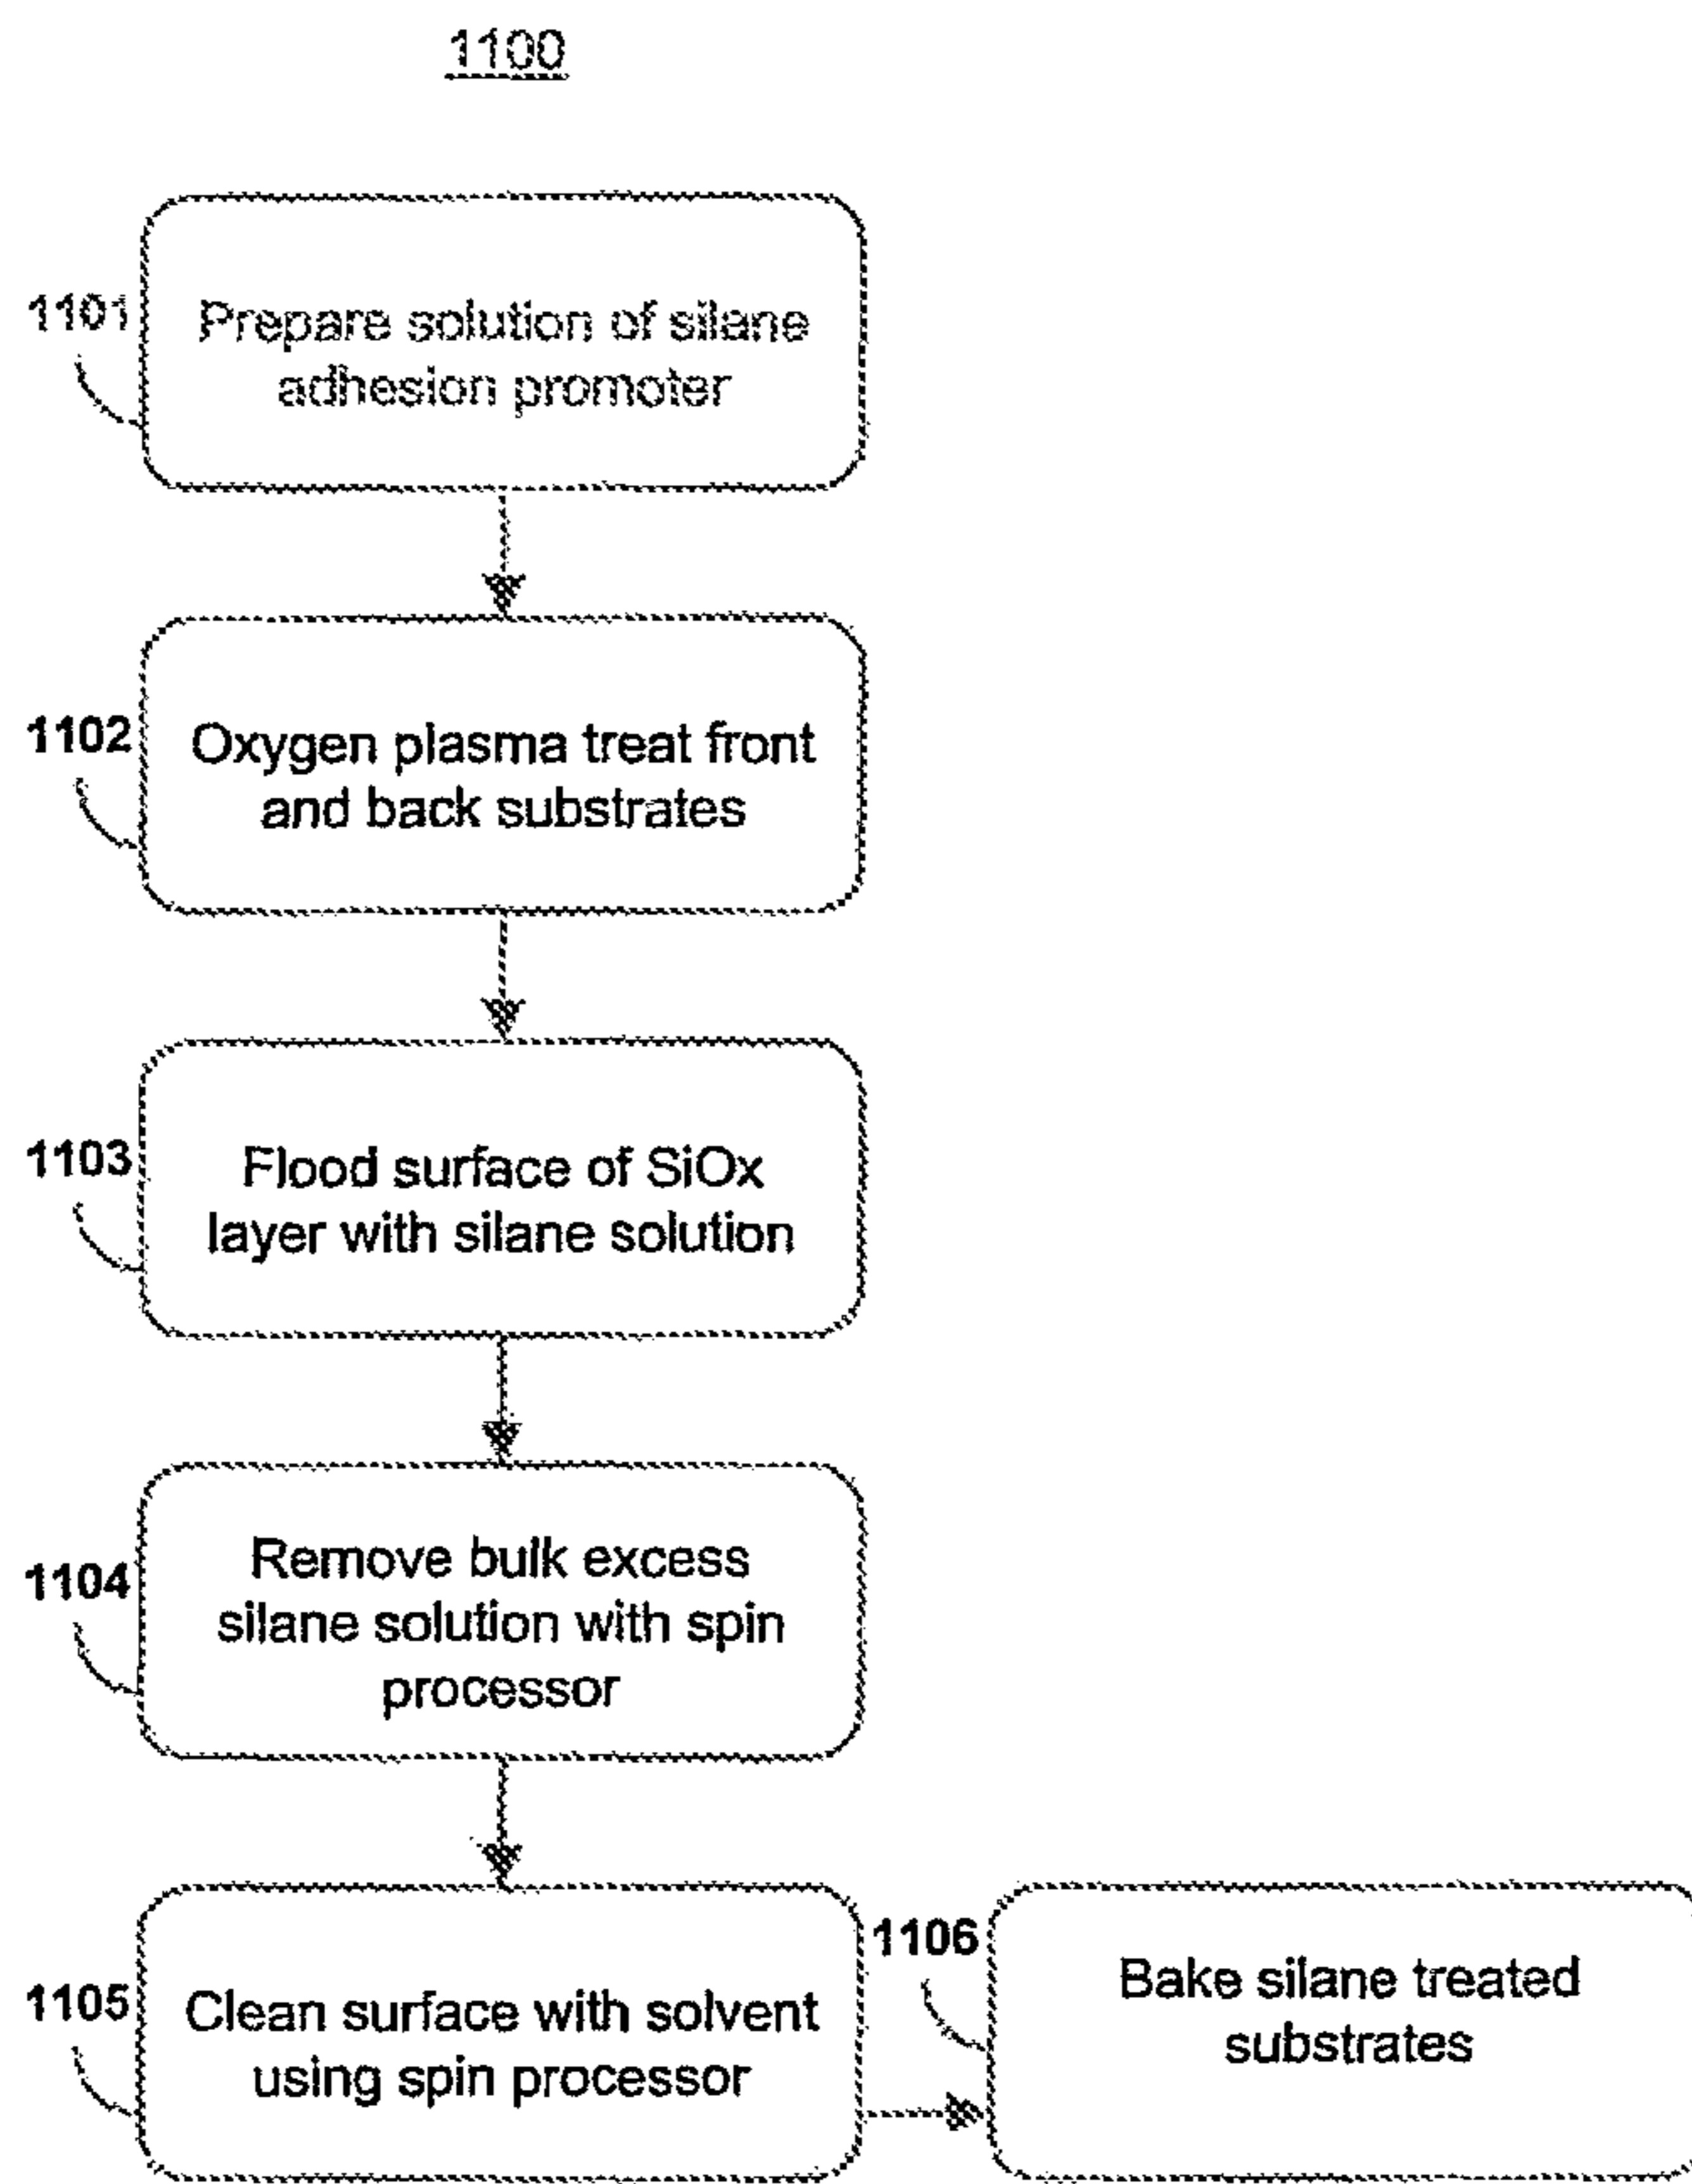 1100
1101
Prepare solution of silane
adhesion promoter
1102
Oxygen plasma treat front
and back substrates
1103
Flood surface of SiOx
layer with silane solution
1104
Remove bulk excess
silane solution with spin
processor
1105
Clean surface with solvent
using spin processor
1106
Bake silane treated
substrates